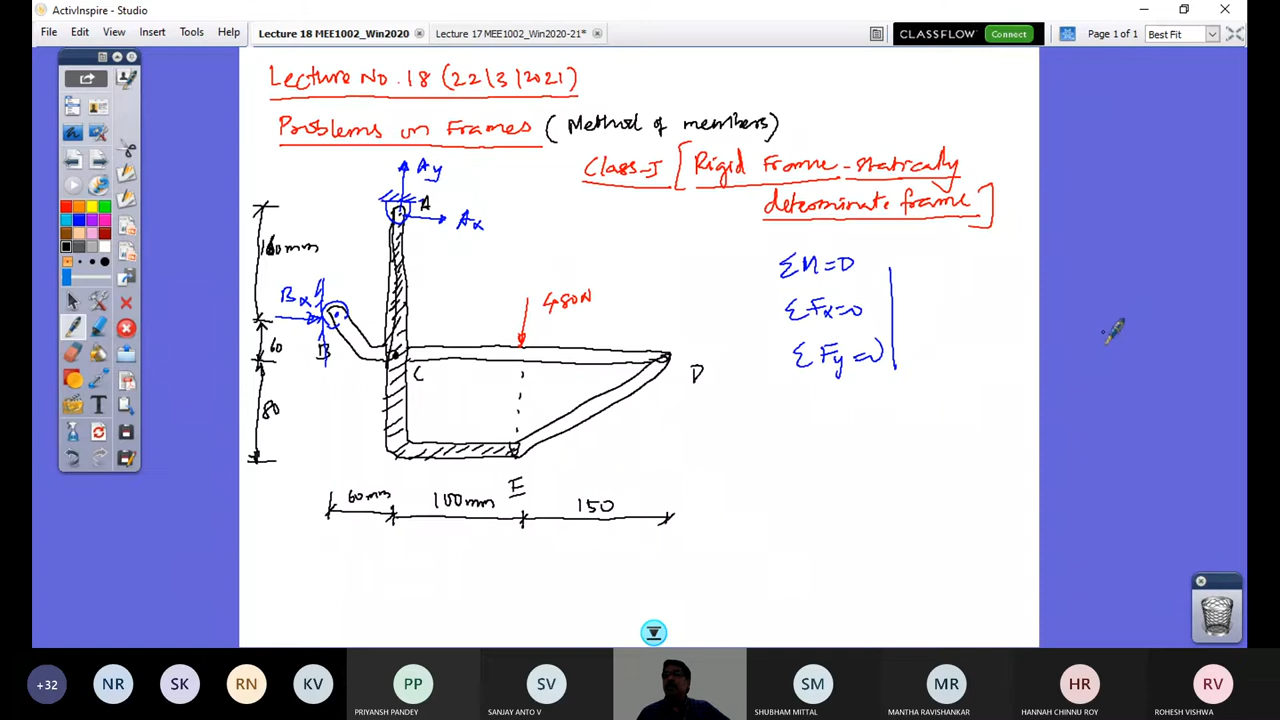 ActivInspire - Studio
File Edit View Insert Tools Help
Lecture 18 MEE1002_Win2020
Lecture 17 MEE1002_Win2020-21*
CLASSFLOW Connect
Page 1 of 1
Best Fit
Lecture No. 18 (22/3/2021)
Problems on Frames (Method of members)
Class-I [Rigid Frame - statically
determinate frame]
Ay
A
Ax
160mm
Bx
B
60
80
480N
C
D
E
60mm
100mm
150
ΣM=0
ΣFx=0
ΣFy=0
+32
NR
SK
RN
KV
PP
PRIYANSH PANDEY
SV
SANJAY ANTO V
SM
SHUBHAM MITTAL
MR
MANTHA RAVISHANKAR
HR
HANNAH CHINNU ROY
RV
ROHESH VISHWA